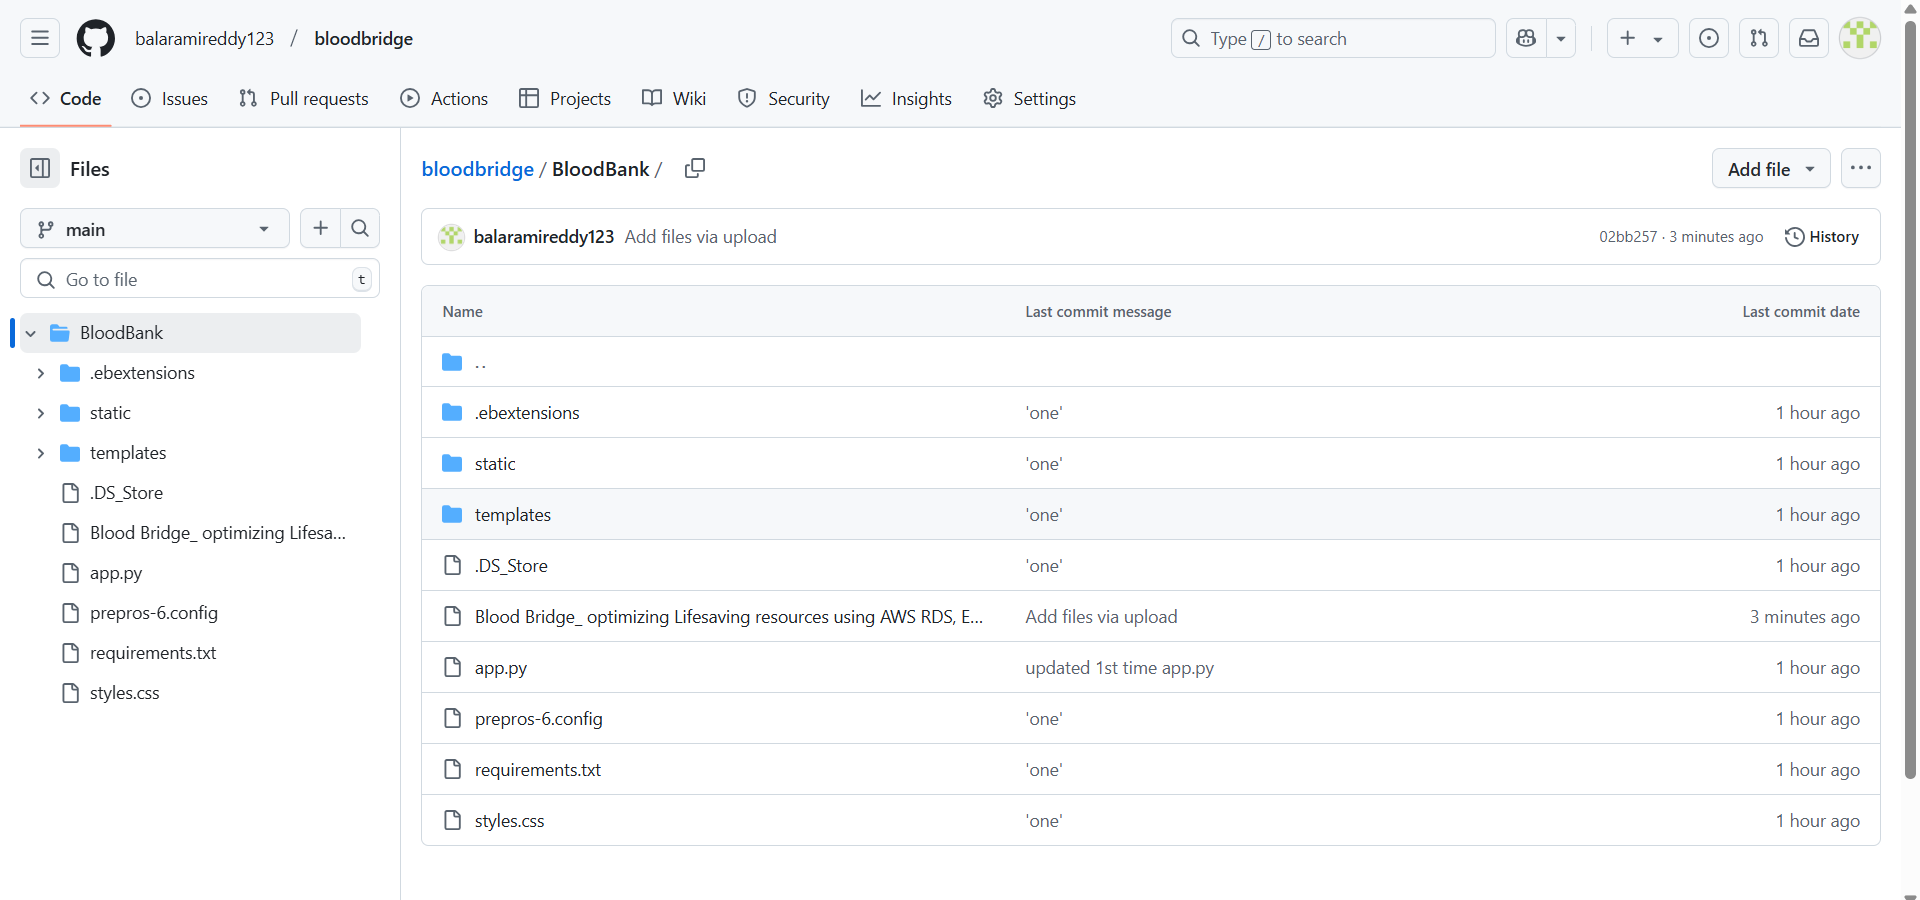 balaramireddy123 / bloodbridge
Type / to search
Code Issues Pull requests Actions Projects Wiki Security Insights Settings
Files
main
Go to file t
BloodBank
.ebextensions
static
templates
.DS_Store
Blood Bridge_ optimizing Lifesa...
app.py
prepros-6.config
requirements.txt
styles.css
bloodbridge / BloodBank /
Add file
balaramireddy123 Add files via upload
02bb257 · 3 minutes ago History
Name Last commit message Last commit date
..
.ebextensions 'one' 1 hour ago
static 'one' 1 hour ago
templates 'one' 1 hour ago
.DS_Store 'one' 1 hour ago
Blood Bridge_ optimizing Lifesaving resources using AWS RDS, E... Add files via upload 3 minutes ago
app.py updated 1st time app.py 1 hour ago
prepros-6.config 'one' 1 hour ago
requirements.txt 'one' 1 hour ago
styles.css 'one' 1 hour ago